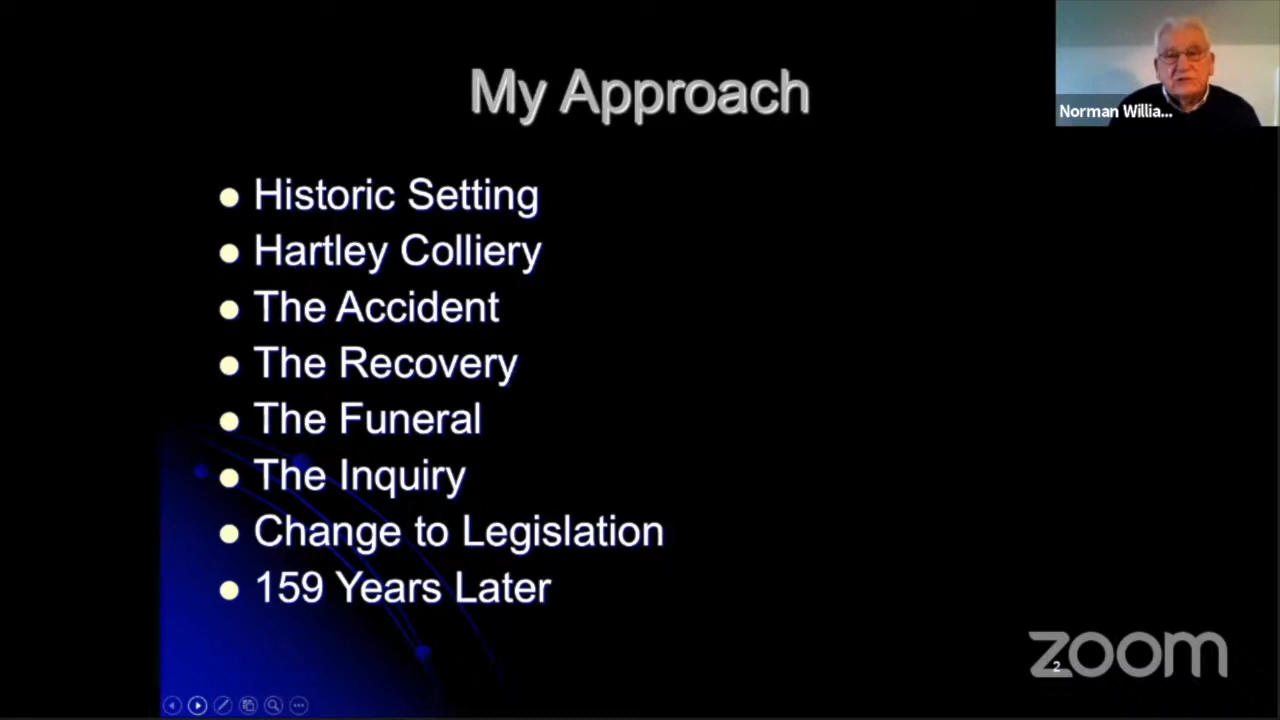 My Approach
Norman Willia...
Historic Setting
Hartley Colliery
The Accident
The Recovery
The Funeral
The Inquiry
Change to Legislation
159 Years Later
zoom
2